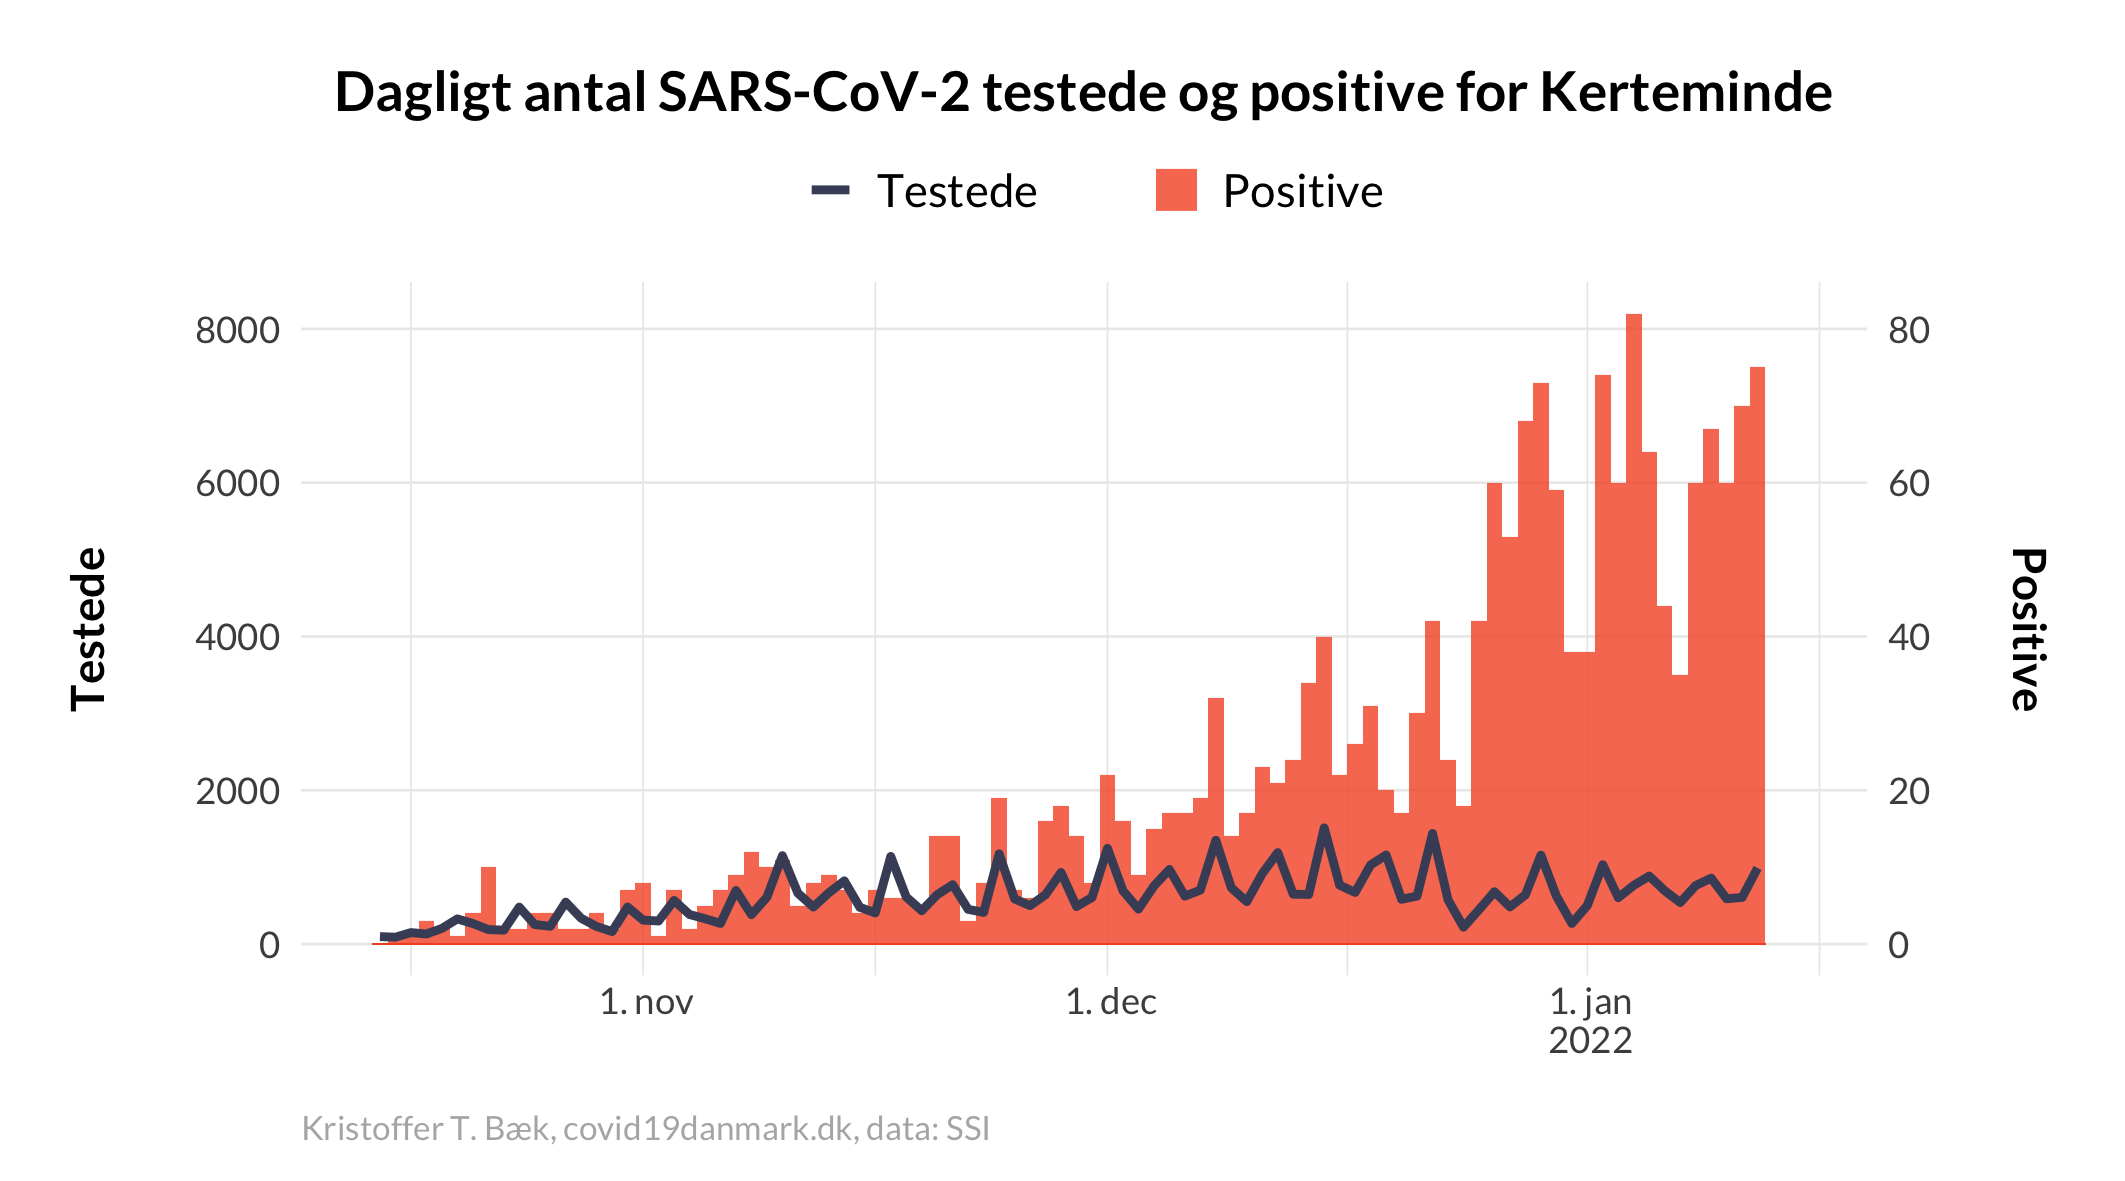 Dagligt antal SARS-CoV-2 testede og positive for Kerteminde
Testede
Positive
8000
6000
4000
2000
0
Testede
80
60
40
20
0
Positive
1. nov
1. dec
1. jan
2022
Kristoffer T. Bæk, covid19danmark.dk, data: SSI